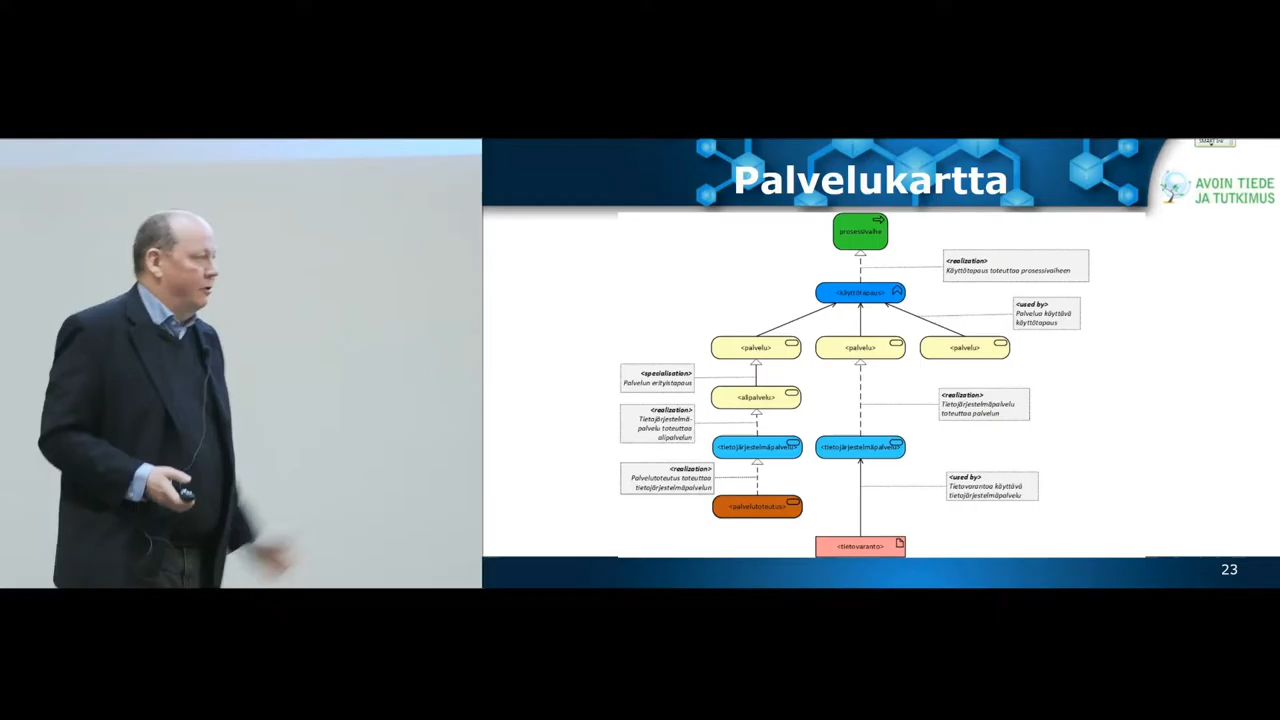 Palvelukartta
AVOIN TIEDE
JA TUTKIMUS
prosessivaihe
<realization>
Käyttötapaus toteuttaa prosessivaiheen
<käyttötapaus>
<used by>
Palvelua käyttävä
käyttötapaus
<palvelu>
<palvelu>
<palvelu>
<specialisation>
Palvelun erityistapaus
<alipalvelu>
<realization>
Tietojärjestelmäpalvelu
toteuttaa palvelun
<realization>
Tietojärjestelmä-
palvelu toteuttaa
alipalvelun
<tietojärjestelmäpalvelu>
<tietojärjestelmäpalvelu>
<realization>
Palvelutoteutus toteuttaa
tietojärjestelmäpalvelun
<used by>
Tietovarantoa käyttävä
tietojärjestelmäpalvelu
<palvelutoteutus>
<tietovaranto>
23